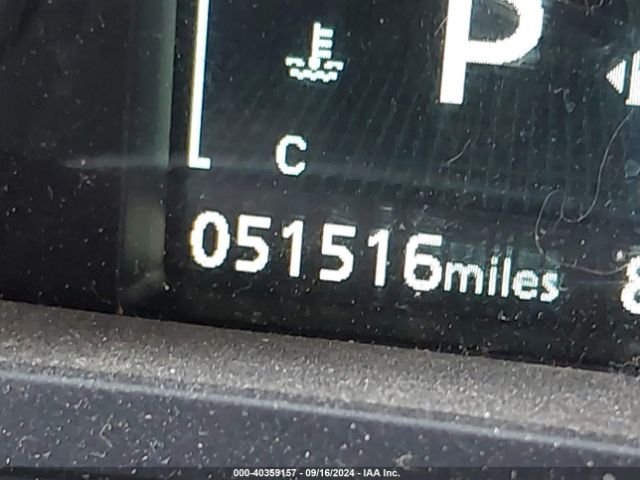 P
C
051516miles
000-40359157 - 09/16/2024 - IAA Inc.